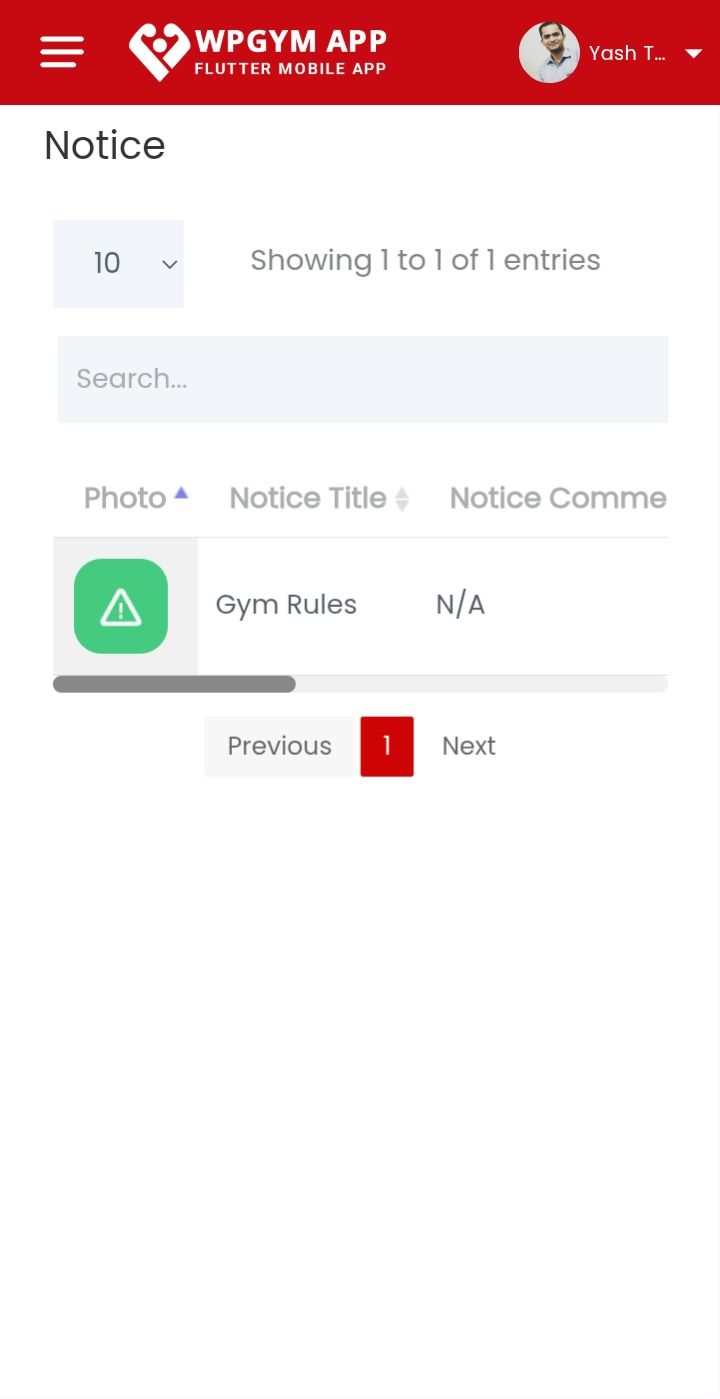 WPGYM APP
FLUTTER MOBILE APP
Yash T...
Notice
10
Showing 1 to 1 of 1 entries
Search...
Photo Notice Title Notice Comme
Gym Rules N/A
Previous 1 Next